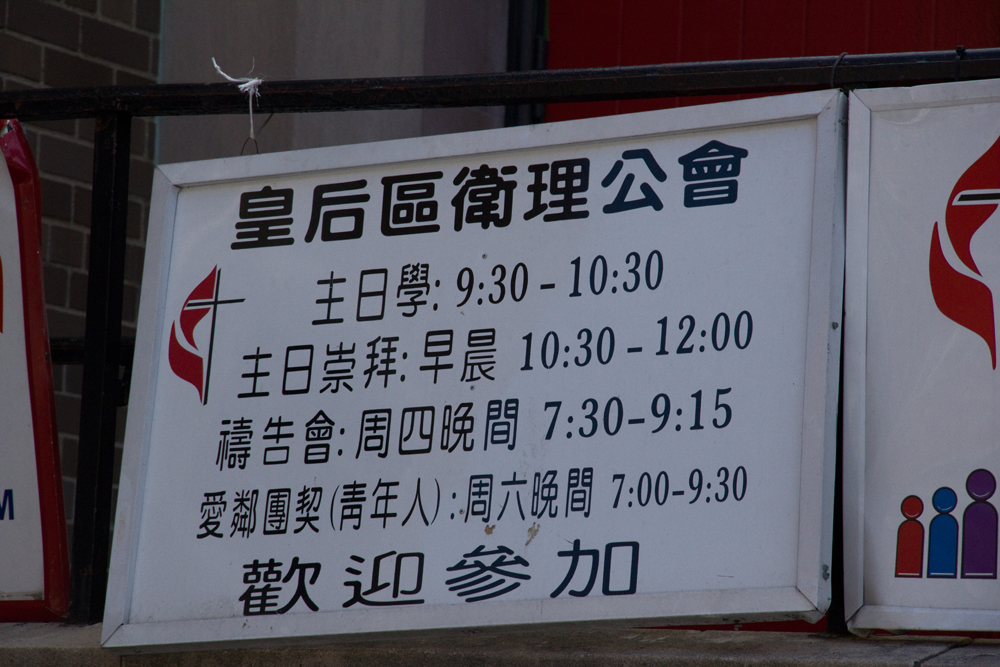 皇后區衛理公會
主日學: 9:30 - 10:30
主日崇拜: 早晨 10:30 - 12:00
禱告會: 周四晚間 7:30-9:15
愛鄰團契(青年人): 周六晚間 7:00-9:30
歡迎參加
M